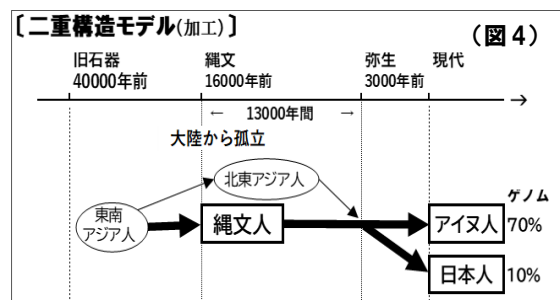 ［二重構造モデル(加工)］
(図4)
旧石器 縄文 弥生 現代
40000年前 16000年前 3000年前
← 13000年間 →
大陸から孤立
北東アジア人
ゲノム
東南
アジア人
縄文人
アイヌ人 70%
日本人 10%